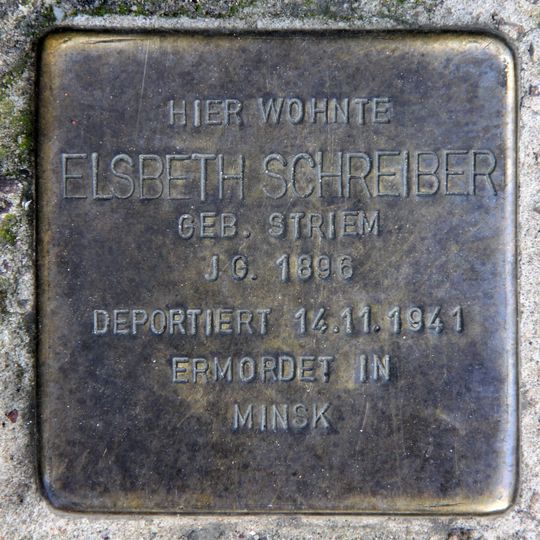 HIER WOHNTE
ELSBETH SCHREIBER
GEB. STRIEM
JG. 1896
DEPORTIERT 14.11.1941
ERMORDET IN
MINSK